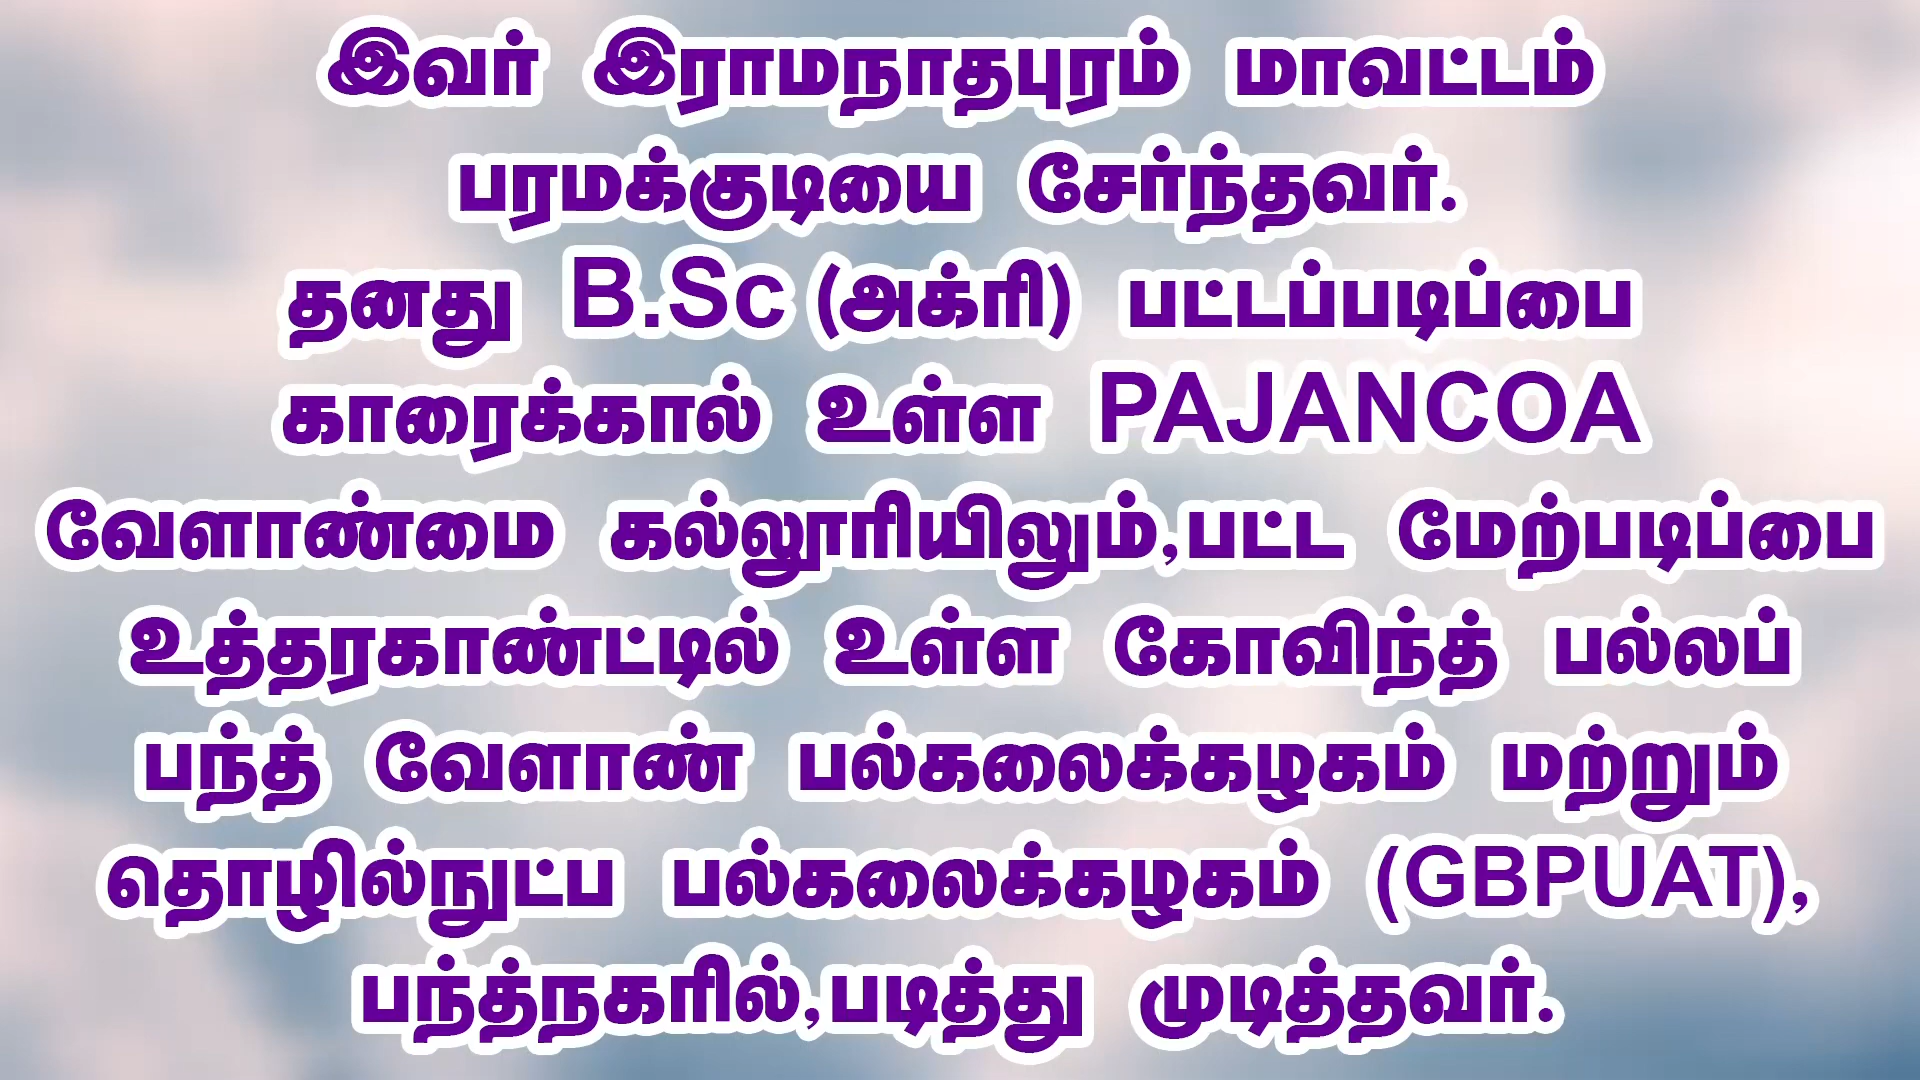 இவர் இராமநாதபுரம் மாவட்டம்
பரமக்குடியை சேர்ந்தவர்.
தனது B.Sc (அக்ரி) பட்டப்படிப்பை
காரைக்கால் உள்ள PAJANCOA
வேளாண்மை கல்லூரியிலும்,பட்ட மேற்படிப்பை
உத்தரகாண்ட்டில் உள்ள கோவிந்த் பல்லப்
பந்த் வேளாண் பல்கலைக்கழகம் மற்றும்
தொழில்நுட்ப பல்கலைக்கழகம் (GBPUAT),
பந்த்நகரில்,படித்து முடித்தவர்.